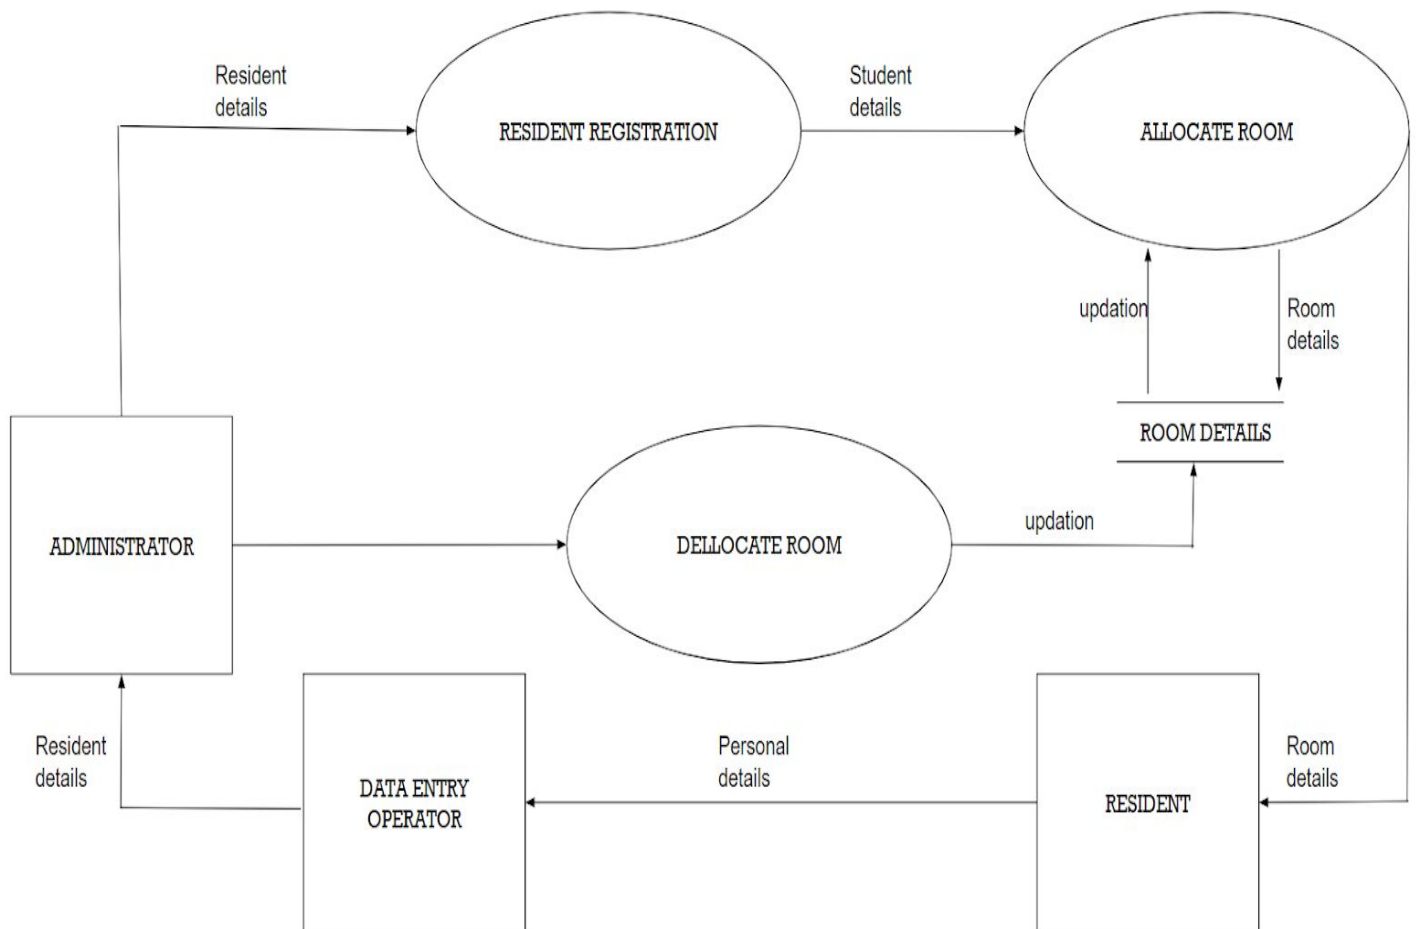 Resident
details
Student
details
RESIDENT REGISTRATION
ALLOCATE ROOM
updation
Room
details
ROOM DETAILS
ADMINISTRATOR
DELLOCATE ROOM
updation
Resident
details
DATA ENTRY
OPERATOR
Personal
details
RESIDENT
Room
details